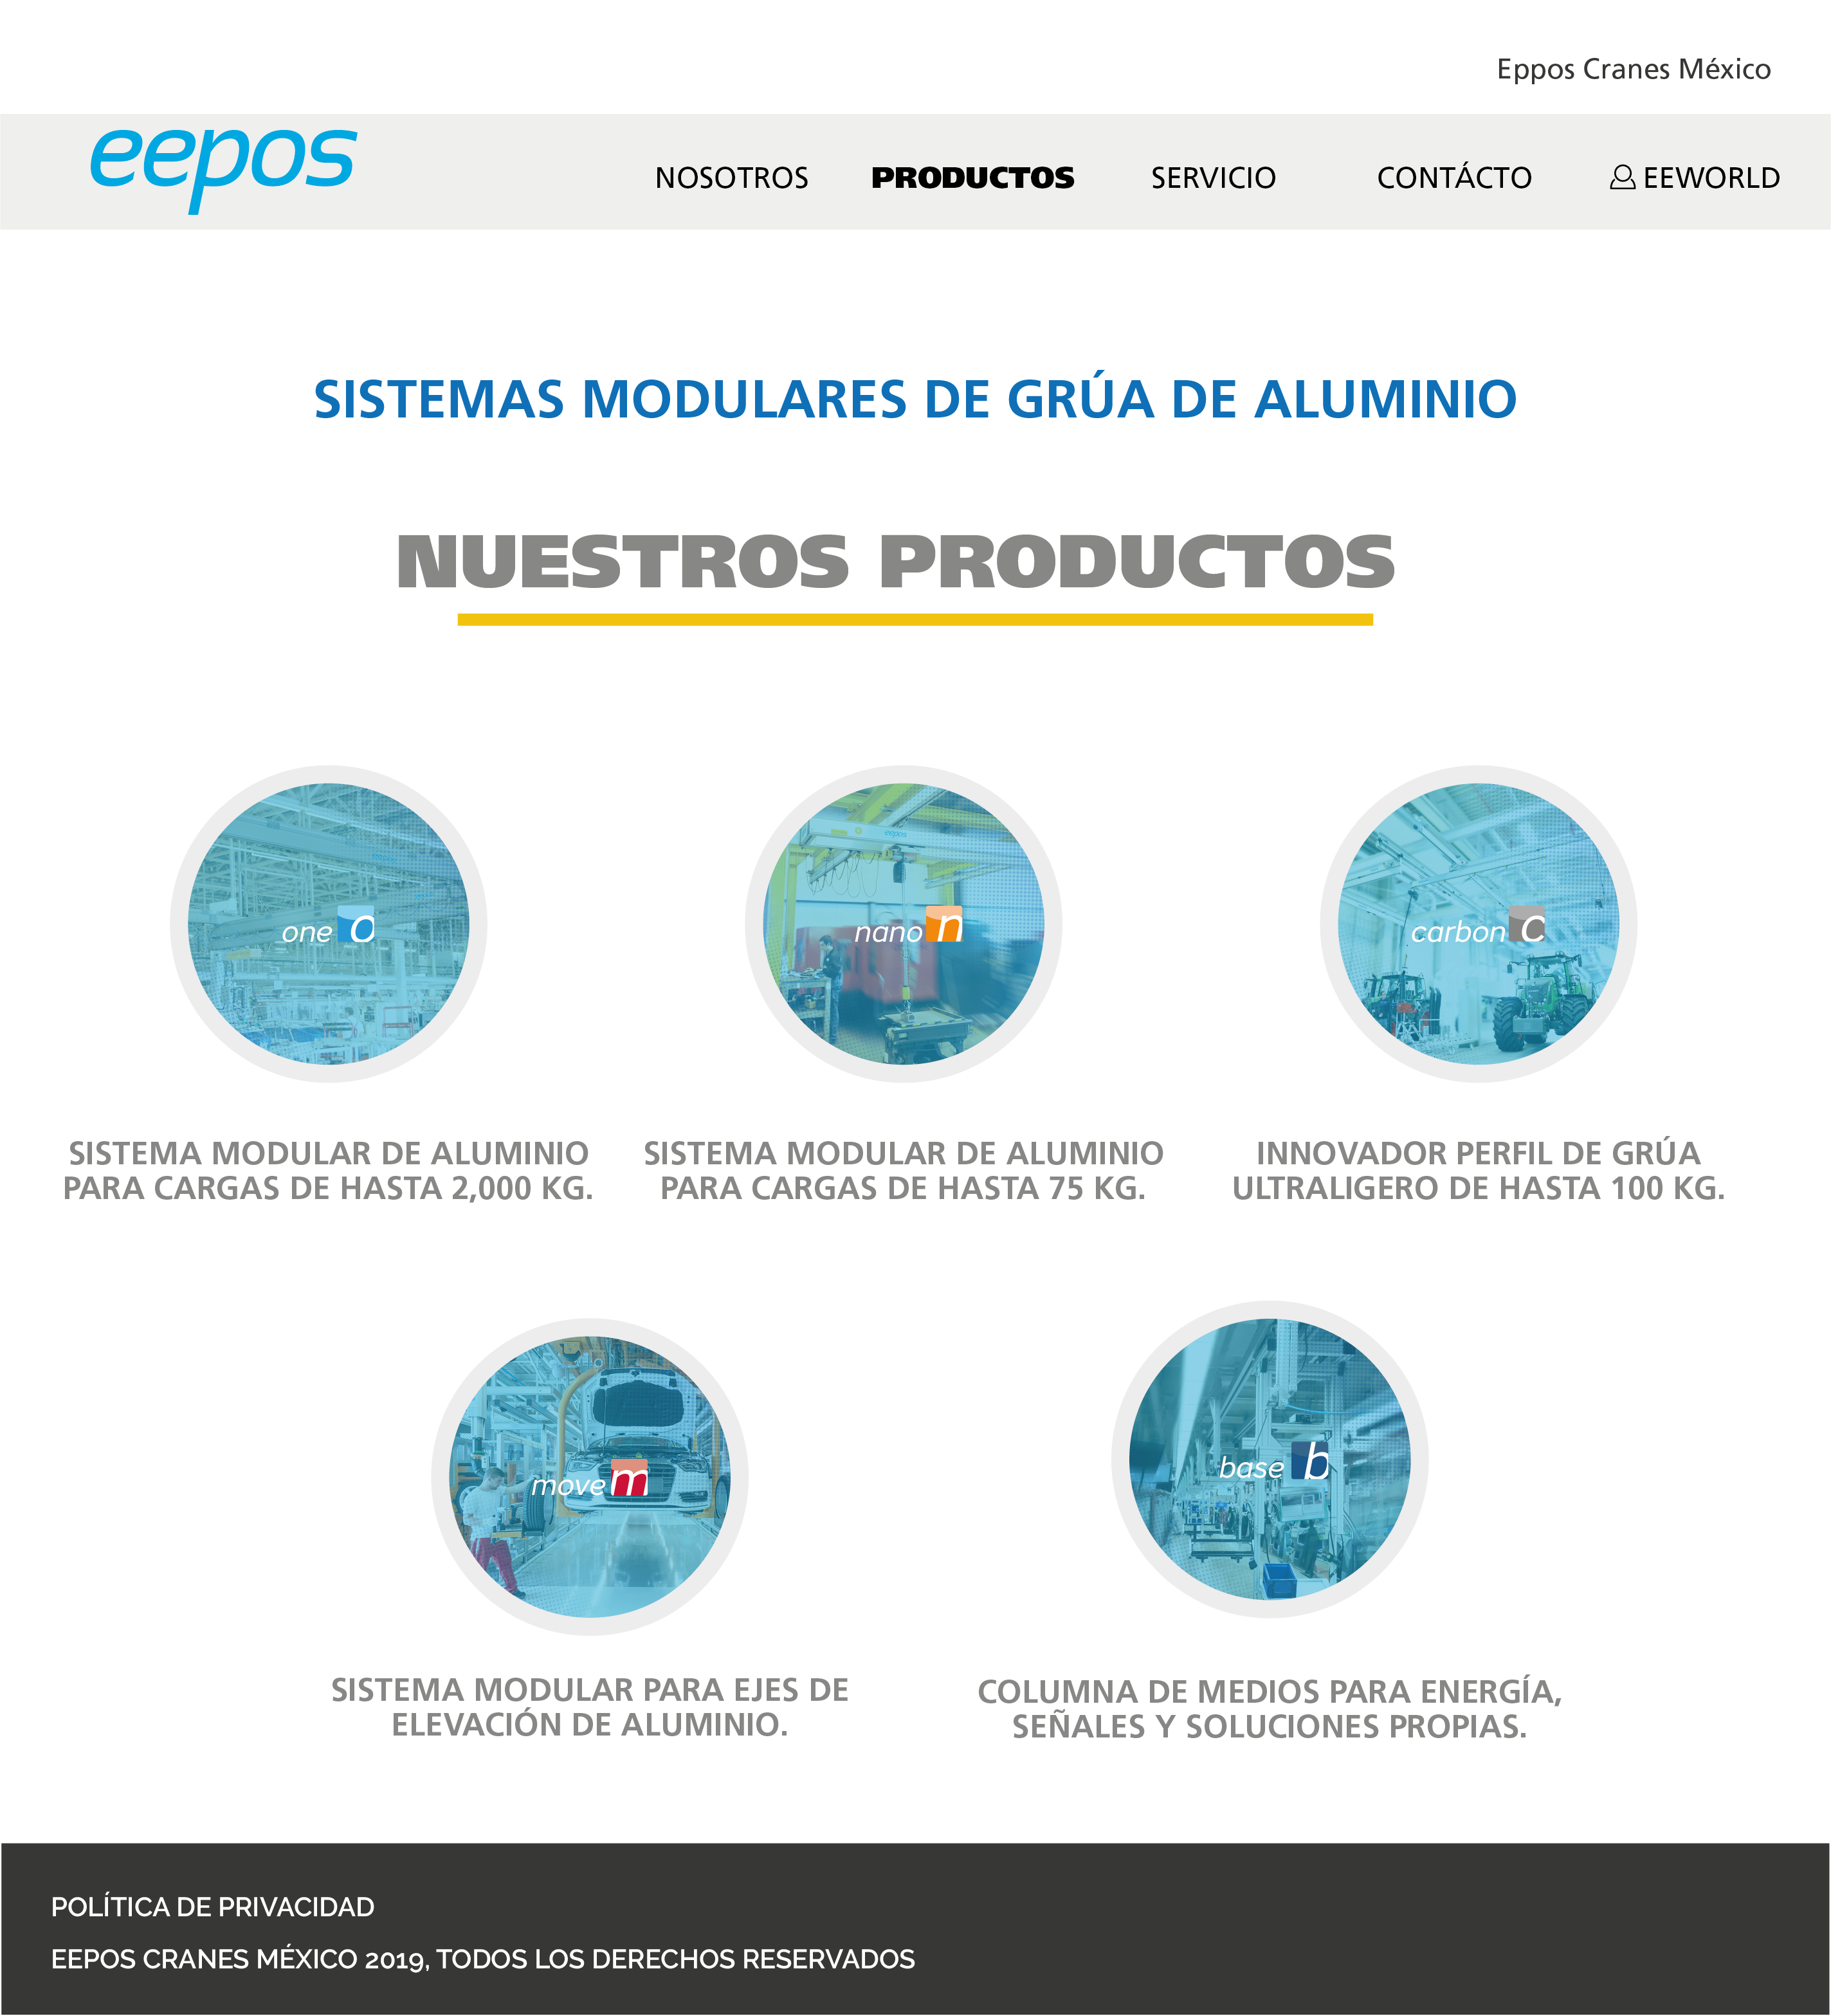 Eppos Cranes México
eepos
NOSOTROS PRODUCTOS SERVICIO CONTÁCTO EEWORLD
SISTEMAS MODULARES DE GRÚA DE ALUMINIO
NUESTROS PRODUCTOS
eepos
one o
nano n
carbon c
SISTEMA MODULAR DE ALUMINIO
PARA CARGAS DE HASTA 2,000 KG.
SISTEMA MODULAR DE ALUMINIO
PARA CARGAS DE HASTA 75 KG.
INNOVADOR PERFIL DE GRÚA
ULTRALIGERO DE HASTA 100 KG.
move m
base b
SISTEMA MODULAR PARA EJES DE
ELEVACIÓN DE ALUMINIO.
COLUMNA DE MEDIOS PARA ENERGÍA,
SEÑALES Y SOLUCIONES PROPIAS.
POLÍTICA DE PRIVACIDAD
EEPOS CRANES MÉXICO 2019, TODOS LOS DERECHOS RESERVADOS